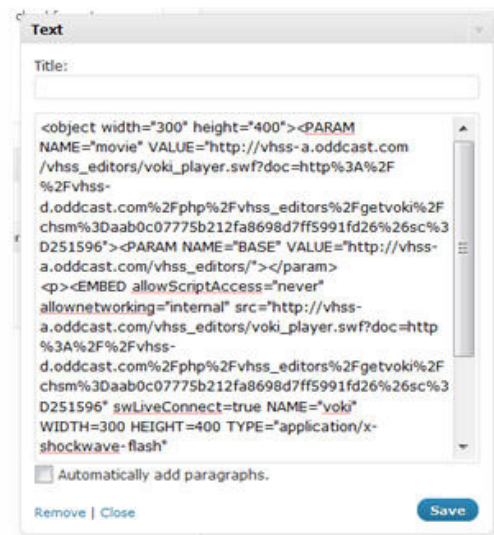 Text
Title:
<object width="300" height="400"><PARAM
NAME="movie" VALUE="http://vhss-a.oddcast.com
/vhss_editors/voki_player.swf?doc=http%3A%2F
%2Fvhss-
d.oddcast.com%2Fphp%2Fvhss_editors%2Fgetvoki%2F
chsm%3Daab0c07775b212fa8698d7ff5991fd26%26sc%3
D251596"><PARAM NAME="BASE" VALUE="http://vhss-
a.oddcast.com/vhss_editors/"></param>
<p><EMBED allowScriptAccess="never"
allownetworking="internal" src="http://vhss-
a.oddcast.com/vhss_editors/voki_player.swf?doc=http
%3A%2F%2Fvhss-
d.oddcast.com%2Fphp%2Fvhss_editors%2Fgetvoki%2F
chsm%3Daab0c07775b212fa8698d7ff5991fd26%26sc%3
D251596" swLiveConnect=true NAME="voki"
WIDTH=300 HEIGHT=400 TYPE="application/x-
shockwave-flash"
Automatically add paragraphs.
Remove | Close
Save